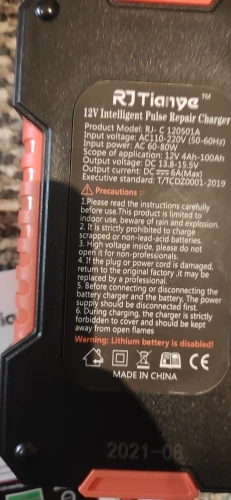 RJTianye™
12V Intelligent Pulse Repair Charger
Product Model: RJ- C 120501A
Input voltage: AC110-220V (50-60Hz)
Input power: AC 60-80W
Scope of application: 12V 4Ah-100Ah
Output voltage: DC 13.8-15.5V
Output current: DC⎓6A(Max)
Executive standard: T/TCDZ0001-2019
⚠ Precautions :
1.Please read the instructions carefully
before use.This product is limited to
indoor use, beware of rain and explosion.
2. It is strictly prohibited to charge
scrapped or non-lead-acid batteries.
3. High voltage inside, please do not
open it for non-professionals.
4. If the plug or power cord is damaged,
return to the original factory ,it may be
replaced by a professional.
5. Before connecting or disconnecting the
battery charger and the battery. The power
supply should be disconnected first.
6. During charging, the charger is strictly
forbidden to cover and should be kept
away from open flames
Warning: Lithium battery is disabled!
CE
MADE IN CHINA
2021-08